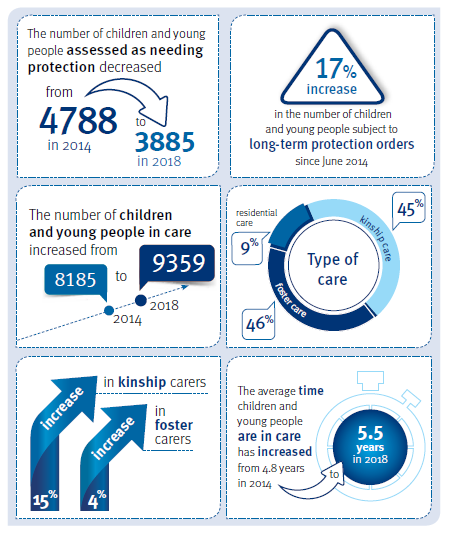 The number of children and young
people assessed as needing
protection decreased
from
4788
in 2014
to
3885
in 2018
17%
increase
in the number of children
and young people subject to
long-term protection orders
since June 2014
The number of children
and young people in care
increased from
8185
to
9359
2014
2018
residential
care
9%
kinship care
45%
Type of
care
foster care
46%
increase
in kinship carers
15%
increase
in
foster
carers
4%
The average time
children and
young people
are in care
has increased
from 4.8 years
in 2014
to
5.5
years
in 2018